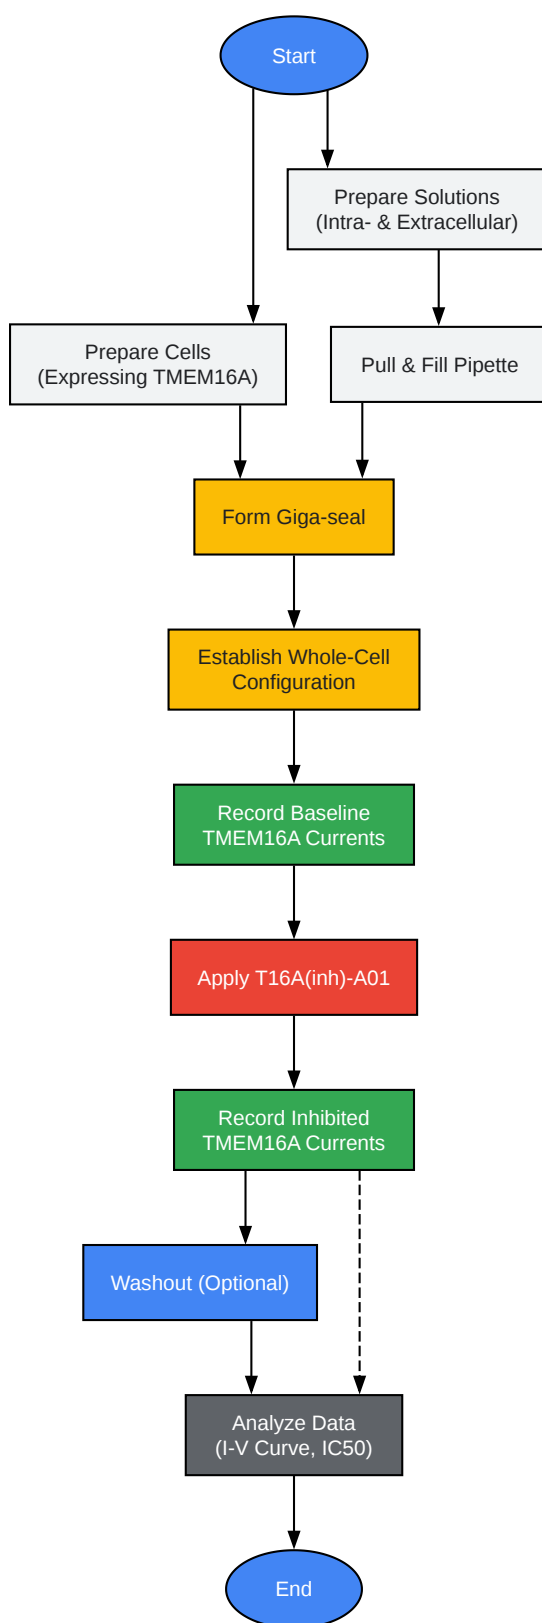 Start
Prepare Solutions
(Intra- & Extracellular)
Prepare Cells
(Expressing TMEM16A)
Pull & Fill Pipette
Form Giga-seal
Establish Whole-Cell
Configuration
Record Baseline
TMEM16A Currents
Apply T16A(inh)-A01
Record Inhibited
TMEM16A Currents
Washout (Optional)
Analyze Data
(I-V Curve, IC50)
End